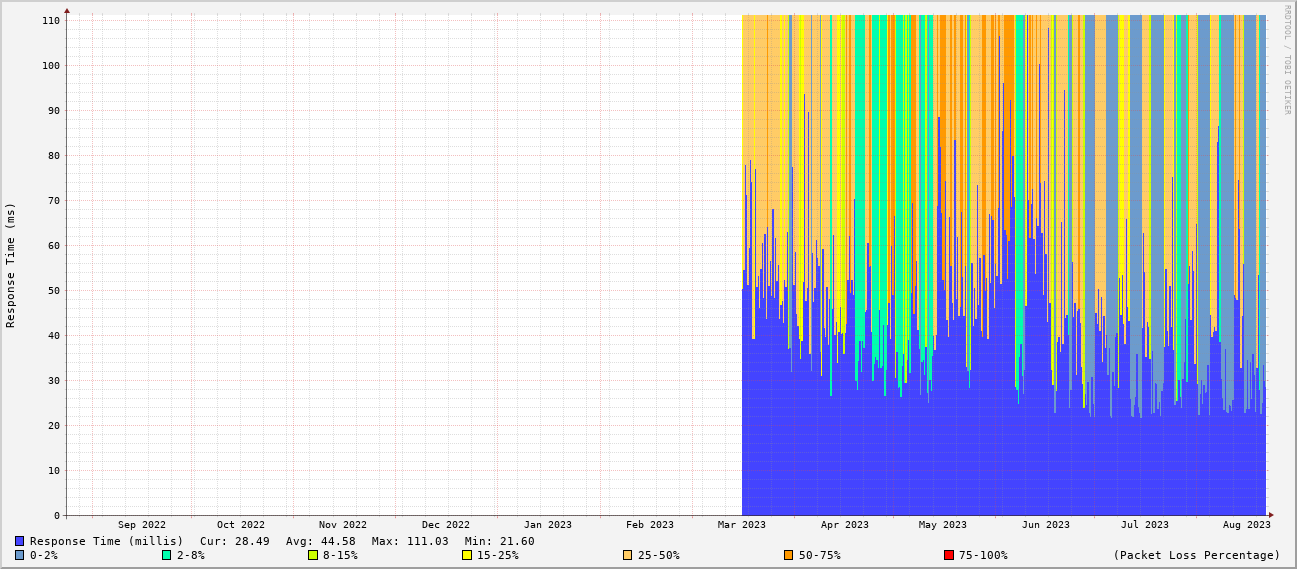 RRDTOOL / TOBI OETIKER
Response Time (ms)
110
100
90
80
70
60
50
40
30
20
10
0
Sep 2022 Oct 2022 Nov 2022 Dec 2022 Jan 2023 Feb 2023 Mar 2023 Apr 2023 May 2023 Jun 2023 Jul 2023 Aug 2023
Response Time (millis) Cur: 28.49 Avg: 44.58 Max: 111.03 Min: 21.60
0-2% 2-8% 8-15% 15-25% 25-50% 50-75% 75-100% (Packet Loss Percentage)